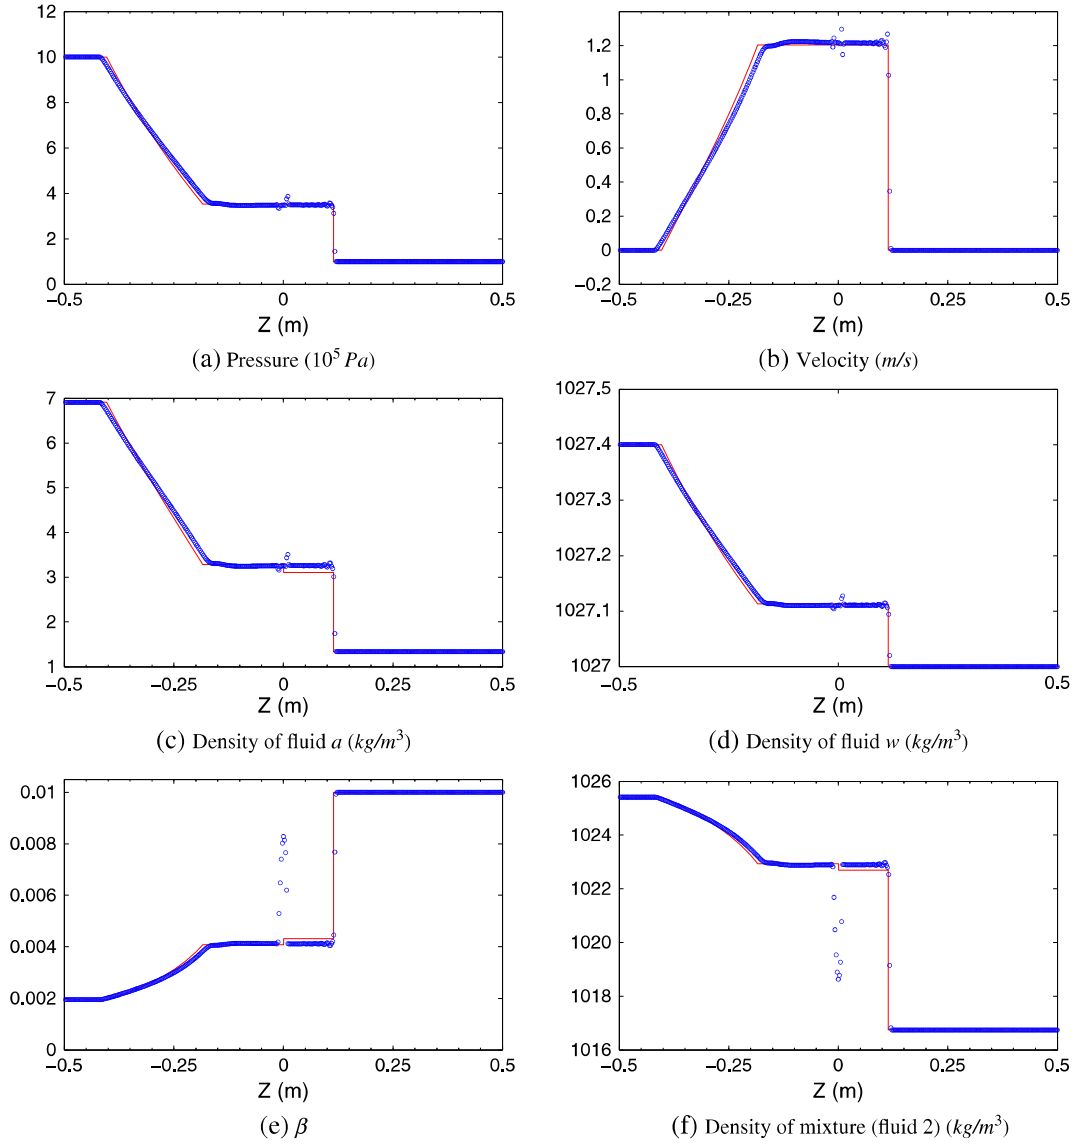 12
10
8
6
4
2
0
−0.5 −0.25 0 0.25 0.5
Z (m)
(a) Pressure (10⁵ Pa)
1.2
1
0.8
0.6
0.4
0.2
0
−0.2
−0.5 −0.25 0 0.25 0.5
Z (m)
(b) Velocity (m/s)
7
6
5
4
3
2
1
−0.5 −0.25 0 0.25 0.5
Z (m)
(c) Density of fluid a (kg/m³)
1027.5
1027.4
1027.3
1027.2
1027.1
1027
−0.5 0 0.25 0.5
Z (m)
(d) Density of fluid w (kg/m³)
0.01
0.008
0.006
0.004
0.002
0
−0.5 −0.25 0 0.25 0.5
Z (m)
(e) β
1026
1024
1022
1020
1018
1016
−0.5 −0.25 0 0.25 0.5
Z (m)
(f) Density of mixture (fluid 2) (kg/m³)